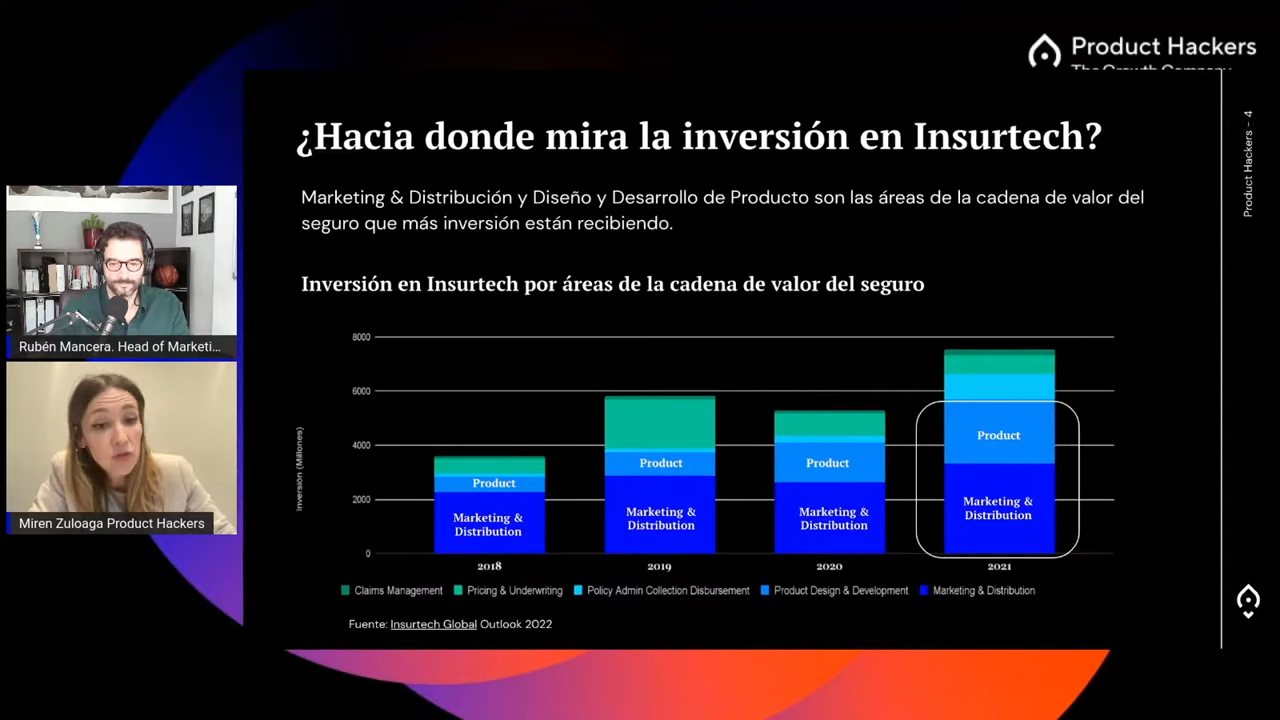 Product Hackers
The Growth Company
Product Hackers - 4
¿Hacia donde mira la inversión en Insurtech?
Marketing & Distribución y Diseño y Desarrollo de Producto son las áreas de la cadena de valor del
seguro que más inversión están recibiendo.
Inversión en Insurtech por áreas de la cadena de valor del seguro
Rubén Mancera. Head of Marketi...
Miren Zuloaga Product Hackers
Inversión (Millones)
8000
6000
4000
2000
0
Product
Marketing &
Distribution
2018
Product
Marketing &
Distribution
2019
Product
Marketing &
Distribution
2020
Product
Marketing &
Distribution
2021
Claims Management Pricing & Underwriting Policy Admin Collection Disbursement Product Design & Development Marketing & Distribution
Fuente: Insurtech Global Outlook 2022